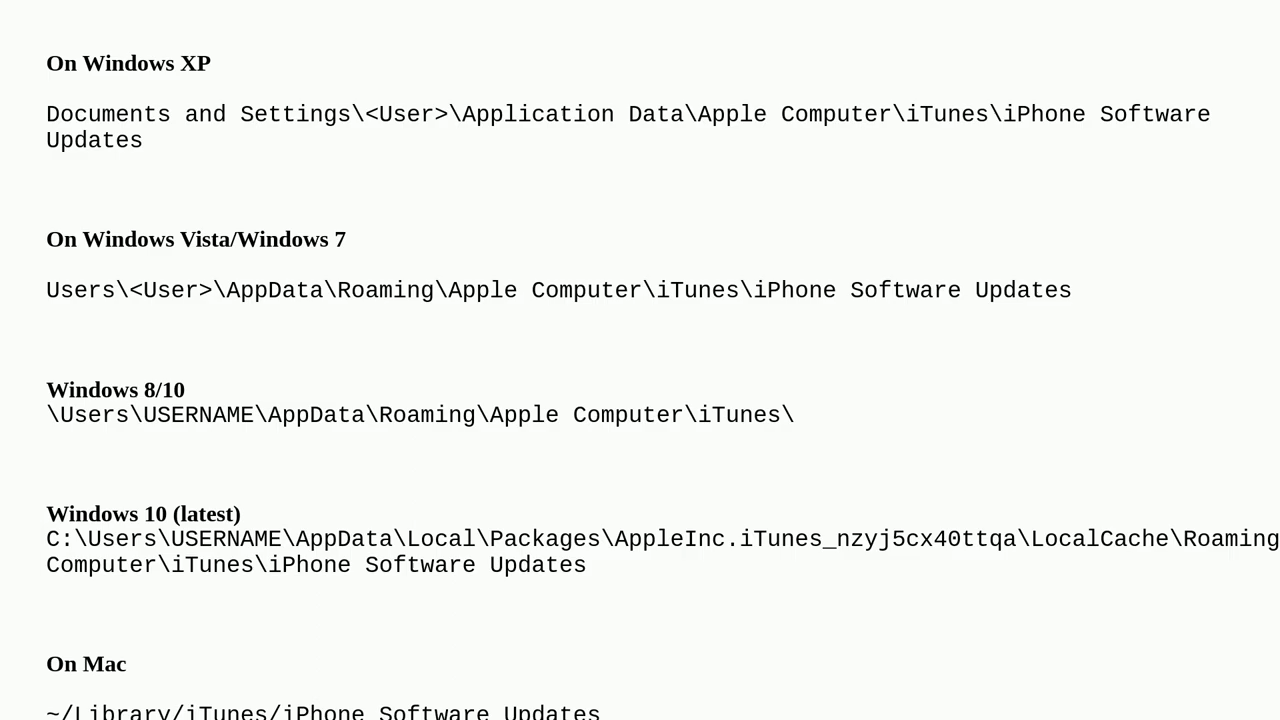 On Windows XP
Documents and Settings\<User>\Application Data\Apple Computer\iTunes\iPhone Software
Updates
On Windows Vista/Windows 7
Users\<User>\AppData\Roaming\Apple Computer\iTunes\iPhone Software Updates
Windows 8/10
\Users\USERNAME\AppData\Roaming\Apple Computer\iTunes\
Windows 10 (latest)
C:\Users\USERNAME\AppData\Local\Packages\AppleInc.iTunes_nzyj5cx40ttqa\LocalCache\Roaming
Computer\iTunes\iPhone Software Updates
On Mac
~/Library/iTunes/iPhone Software Updates